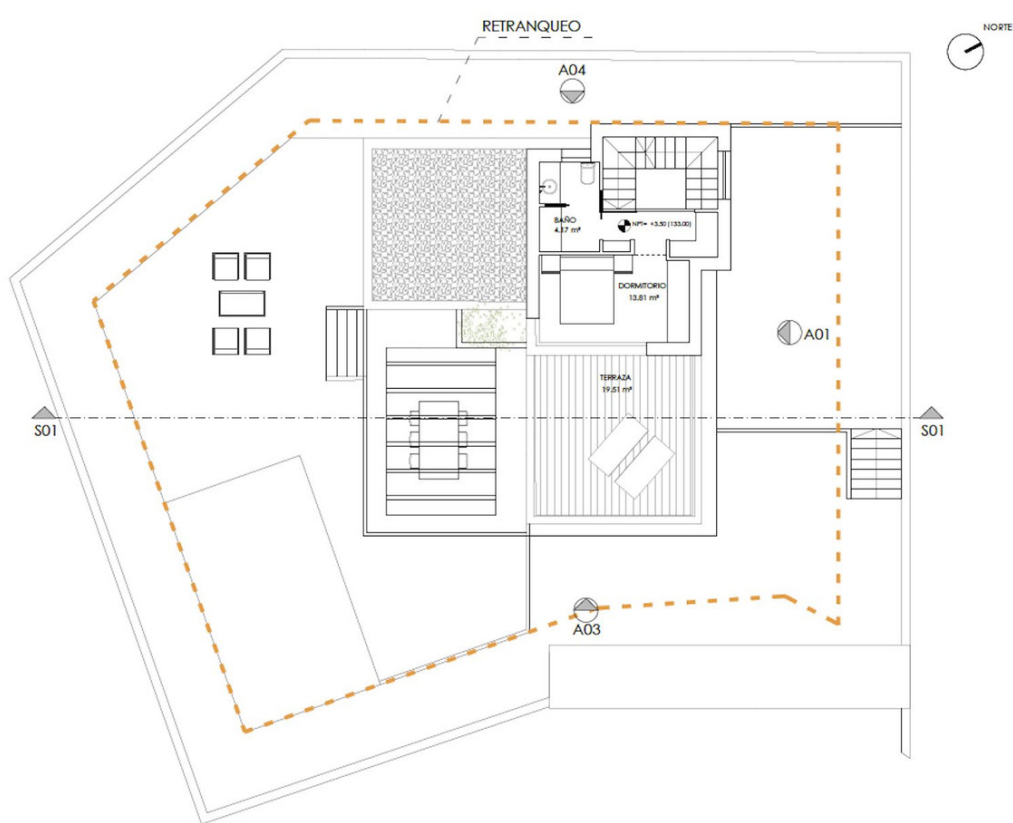 RETRANQUEO
NORTE
A04
BAÑO
4.17 m²
NPT= +3.50 (133.00)
DORMITORIO
13.81 m²
A01
TERRAZA
19.51 m²
S01
S01
A03